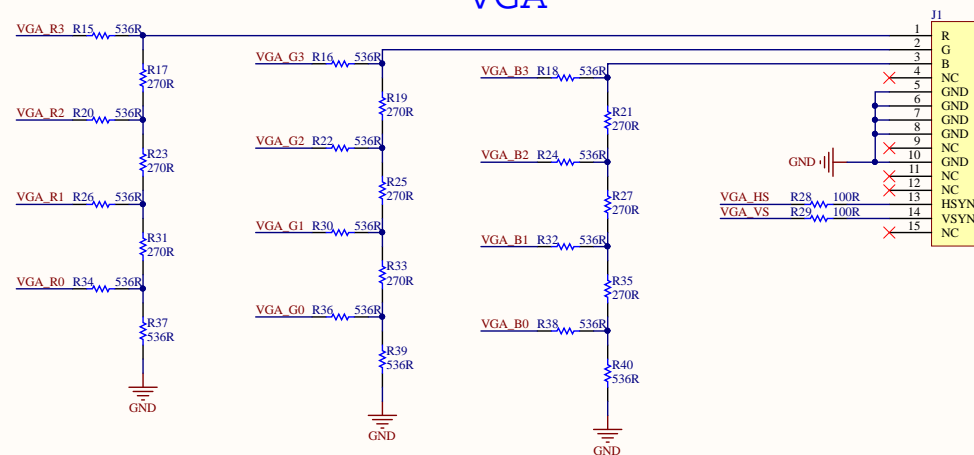 VGA
J1
VGA_R3 R15 536R 1 R
2 G
VGA_G3 R16 536R 3 B
R17 VGA_B3 R18 536R 4 NC
270R 5 GND
R19 6 GND
270R R21
VGA_R2 R20 536R 270R 7 GND
8 GND
VGA_G2 R22 536R 9 NC
R23 VGA_B2 R24 536R GND 10 GND
270R 11 NC
R25 12 NC
270R R27
VGA_R1 R26 536R 270R VGA_HS R28 100R 13 HSYN
VGA_VS R29 100R 14 VSYN
VGA_G1 R30 536R 15 NC
R31 VGA_B1 R32 536R
270R
R33
270R R35
VGA_R0 R34 536R 270R
VGA_G0 R36 536R
R37 VGA_B0 R38 536R
536R
R39
536R R40
536R
GND
GND
GND